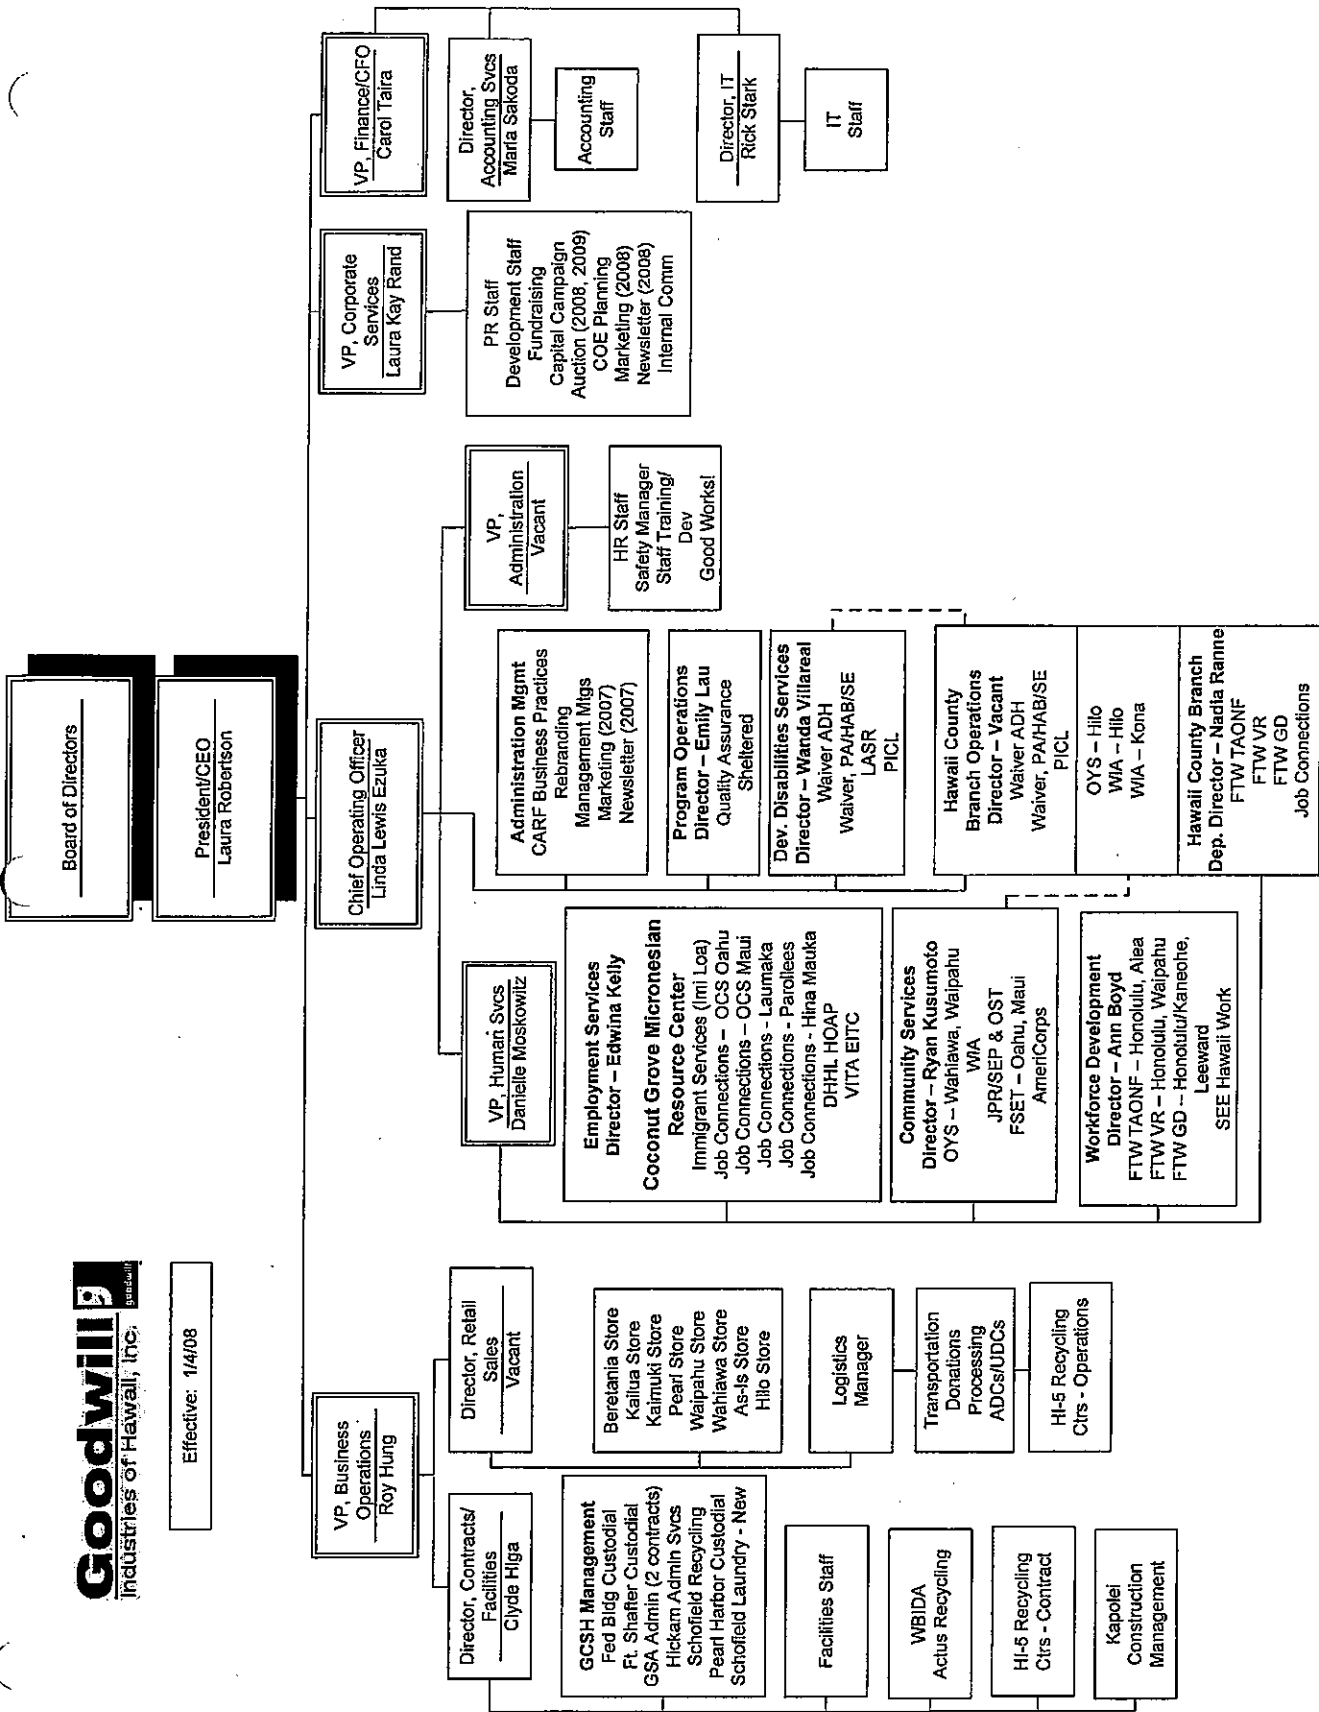 Goodwill
Industries of Hawaii, Inc.
goodwill
Effective: 1/4/08
Board of Directors
President/CEO
Laura Robertson
VP, Business
Operations
Roy Hung
Chief Operating Officer
Linda Lewis Ezuka
VP, Corporate
Services
Laura Kay Rand
VP, Finance/CFO
Carol Taira
Director, Contracts/
Facilities
Clyde Higa
GCSH Management
Fed Bldg Custodial
Ft. Shafter Custodial
GSA Admin (2 contracts)
Hickam Admin Svcs
Schofield Recycling
Pearl Harbor Custodial
Schofield Laundry - New
Facilities Staff
WBIDA
Actus Recycling
HI-5 Recycling
Ctrs - Contract
Kapolei
Construction
Management
Director, Retail
Sales
Vacant
Beretania Store
Kailua Store
Kaimuki Store
Pearl Store
Waipahu Store
Wahiawa Store
As-Is Store
Hilo Store
Logistics
Manager
Transportation
Donations
Processing
ADCs/UDCs
HI-5 Recycling
Ctrs - Operations
VP, Human Svcs
Danielle Moskowitz
Employment Services
Director – Edwina Kelly
Coconut Grove Micronesian
Resource Center
Immigrant Services (Imi Loa)
Job Connections – OCS Oahu
Job Connections – OCS Maui
Job Connections - Laumaka
Job Connections - Parollees
Job Connections - Hina Mauka
DHHL HOAP
VITA EITC
Community Services
Director – Ryan Kusumoto
OYS – Wahiawa, Waipahu
WIA
JPR/SEP & OST
FSET – Oahu, Maui
AmeriCorps
Workforce Development
Director – Ann Boyd
FTW TAONF – Honolulu, Aiea
FTW VR – Honolulu, Waipahu
FTW GD – Honolulu/Kaneohe,
Leeward
SEE Hawaii Work
Administration Mgmt
CARF Business Practices
Rebranding
Management Mtgs
Marketing (2007)
Newsletter (2007)
Program Operations
Director – Emily Lau
Quality Assurance
Sheltered
Dev. Disabilities Services
Director – Wanda Villareal
Waiver ADH
Waiver, PA/HAB/SE
LASR
PICL
Hawaii County
Branch Operations
Director – Vacant
Waiver ADH
Waiver, PA/HAB/SE
PICL
OYS – Hilo
WIA – Hilo
WIA – Kona
Hawaii County Branch
Dep. Director – Nadia Ranne
FTW TAONF
FTW VR
FTW GD
Job Connections
VP,
Administration
Vacant
HR Staff
Safety Manager
Staff Training/
Dev
Good Works!
PR Staff
Development Staff
Fundraising
Capital Campaign
Auction (2008, 2009)
COE Planning
Marketing (2008)
Newsletter (2008)
Internal Comm
Director,
Accounting Svcs
Marla Sakoda
Accounting
Staff
Director, IT
Rick Stark
IT
Staff